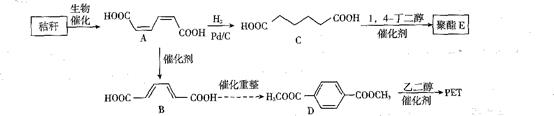 秸秆 生物催化 HOOC COOH A H₂ Pd/C HOOC COOH C 1，4-丁二醇 催化剂 聚酯 E
催化剂
HOOC COOH B 催化重整 H₃COOC COOCH₃ D 乙二醇 催化剂 PET